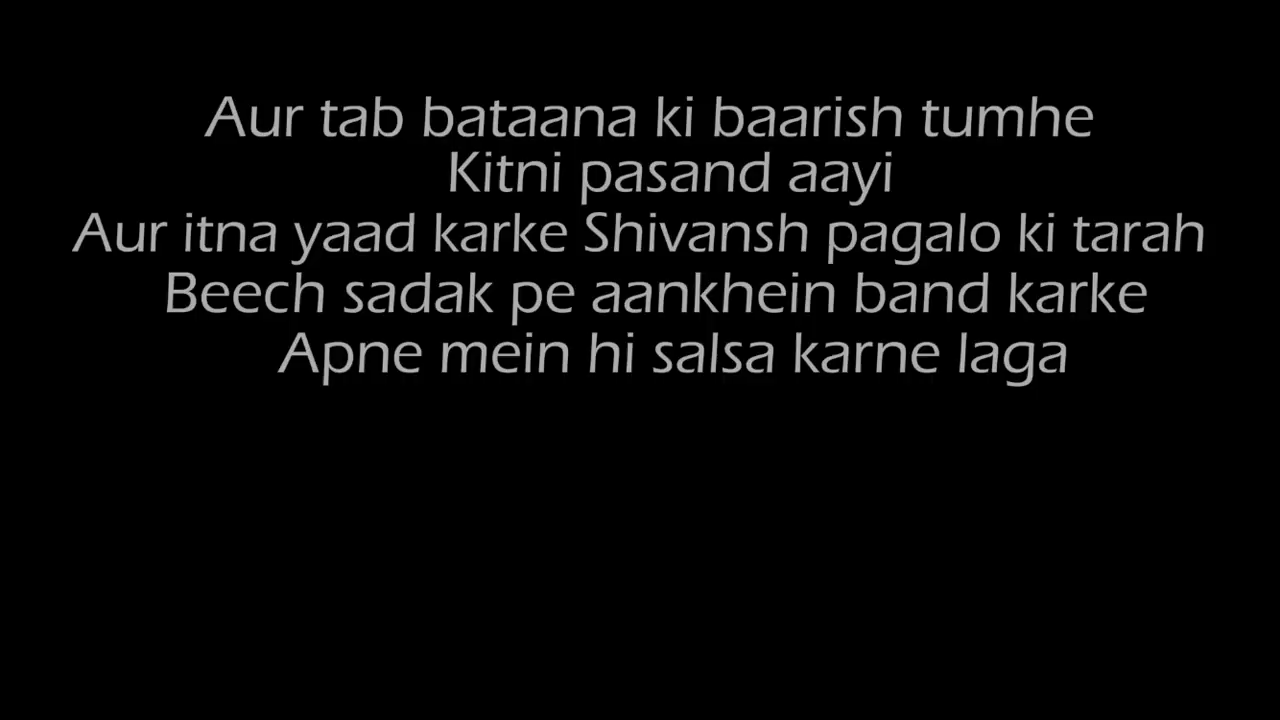 Aur tab bataana ki baarish tumhe
Kitni pasand aayi
Aur itna yaad karke Shivansh pagalo ki tarah
Beech sadak pe aankhein band karke
Apne mein hi salsa karne laga